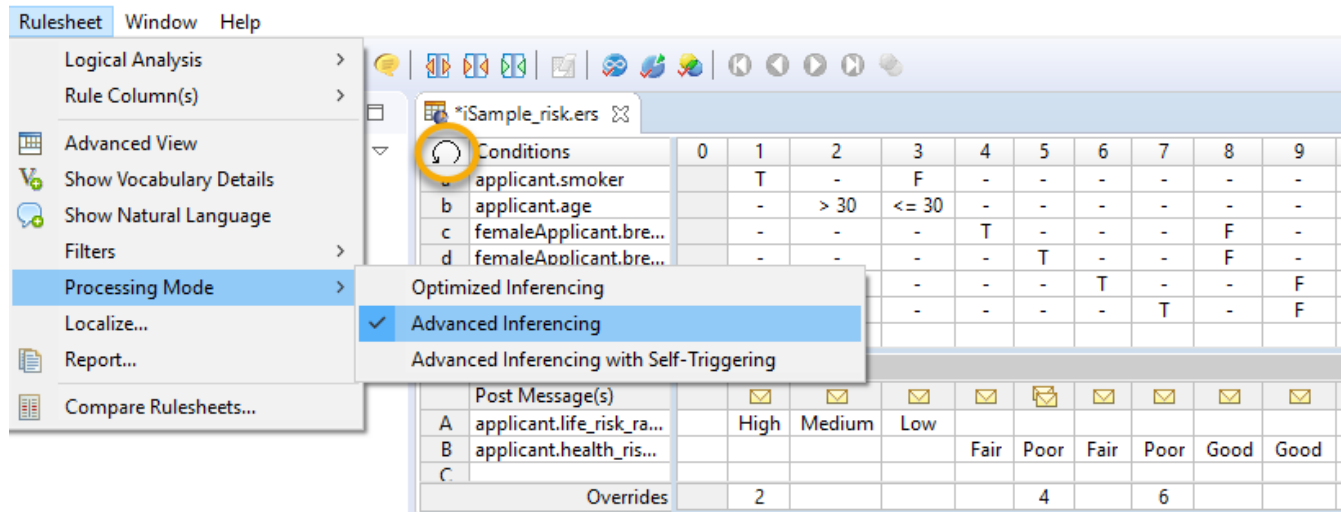 Rulesheet Window Help
Logical Analysis >
Rule Column(s) >
Advanced View
Show Vocabulary Details
Show Natural Language
Filters >
Processing Mode >
Localize...
Report...
Compare Rulesheets...
Optimized Inferencing
Advanced Inferencing
Advanced Inferencing with Self-Triggering
*iSample_risk.ers
Conditions 0 1 2 3 4 5 6 7 8 9
applicant.smoker T - F - - - - - -
b applicant.age - > 30 <= 30 - - - - - -
c femaleApplicant.bre... - - - T - - - F -
d femaleApplicant.bre... - - - - T - - F -
- - - T - - F
- - - - T - F
Post Message(s)
A applicant.life_risk_ra... High Medium Low
B applicant.health_ris... Fair Poor Fair Poor Good Good
C
Overrides 2 4 6